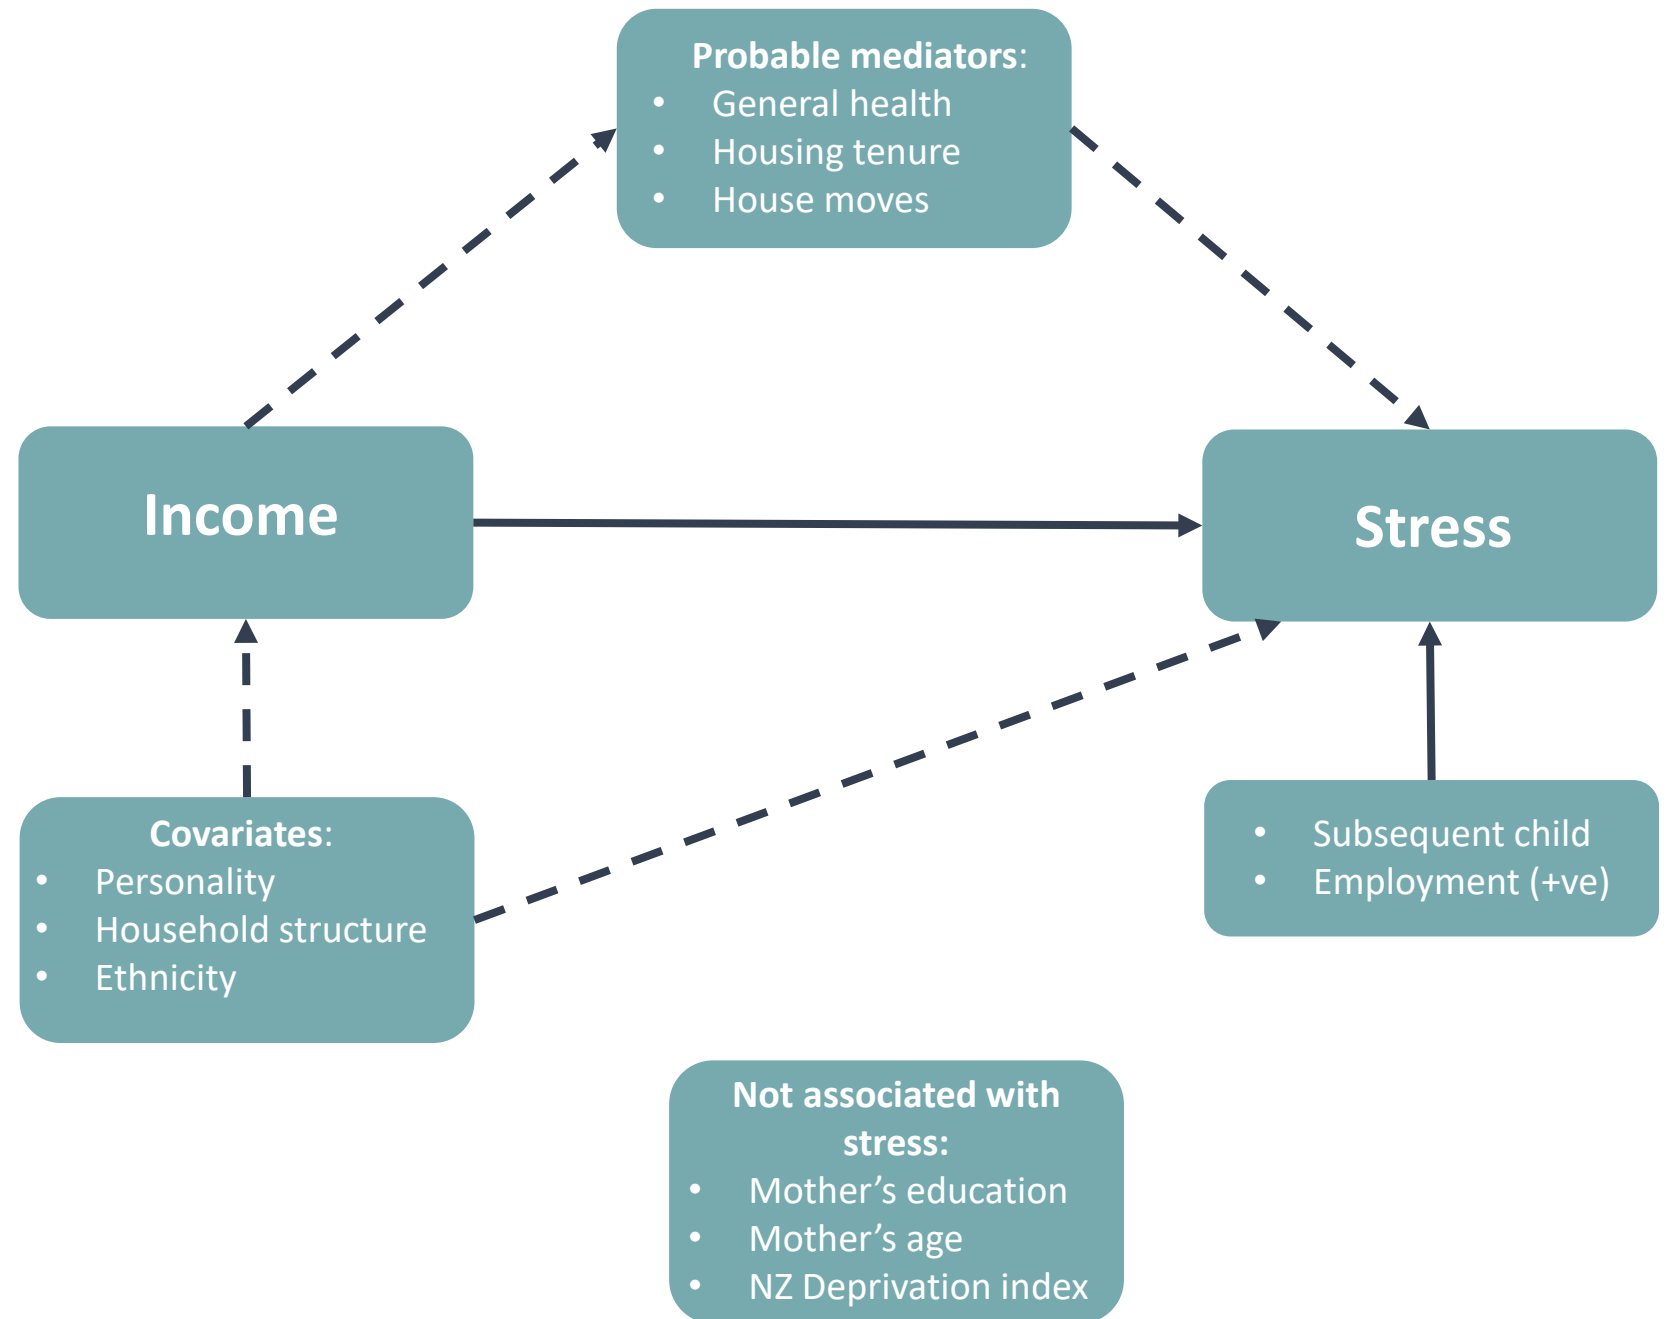 Probable mediators:
• General health
• Housing tenure
• House moves
Income
Stress
Covariates:
• Personality
• Household structure
• Ethnicity
• Subsequent child
• Employment (+ve)
Not associated with
stress:
• Mother’s education
• Mother’s age
• NZ Deprivation index